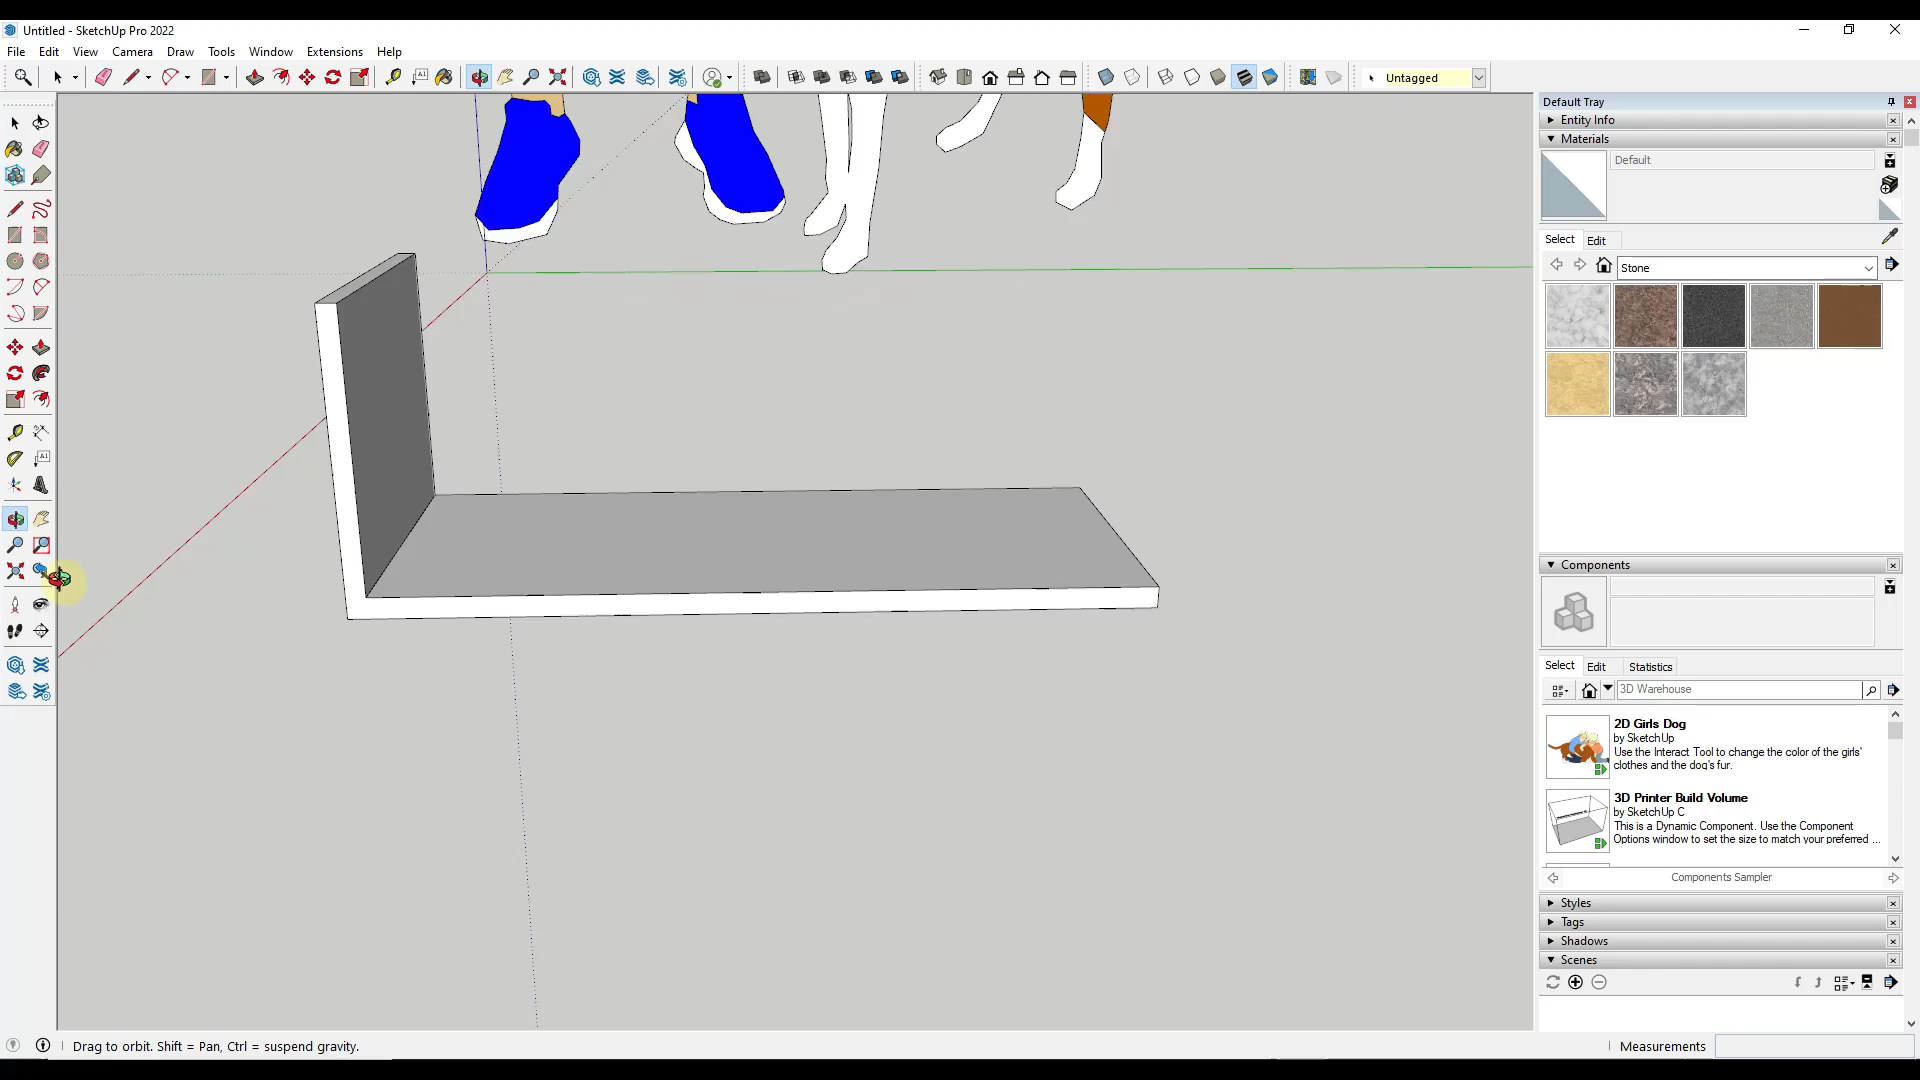 Untitled - SketchUp Pro 2022
File Edit View Camera Draw Tools Window Extensions Help
Untagged
Default Tray
Entity Info
Materials
Default
Select Edit
Stone
Components
Select Edit Statistics
3D Warehouse
2D Girls Dog
by SketchUp
Use the Interact Tool to change the color of the girls'
clothes and the dog's fur.
3D Printer Build Volume
by SketchUp C
This is a Dynamic Component. Use the Component
Options window to set the size to match your preferred ...
Components Sampler
Styles
Tags
Shadows
Scenes
Drag to orbit. Shift = Pan, Ctrl = suspend gravity.
Measurements